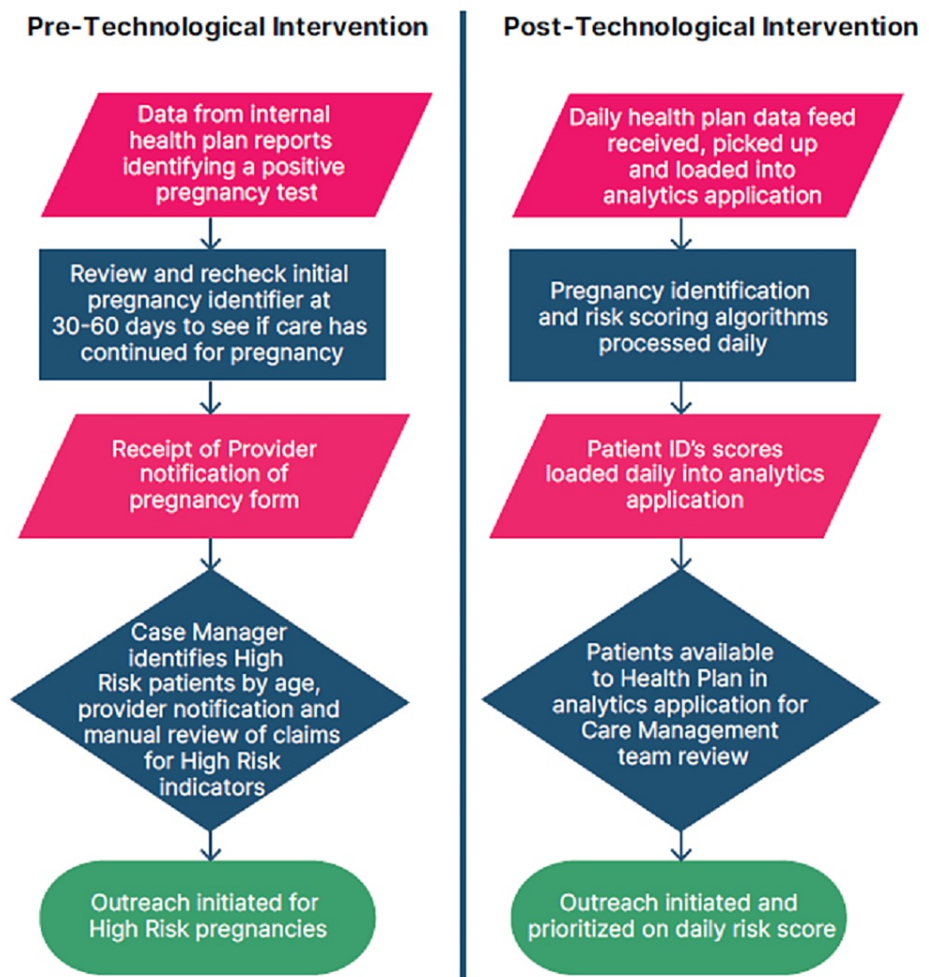 Pre-Technological Intervention
Data from internal
health plan reports
identifying a positive
pregnancy test
Review and recheck initial
pregnancy identifier at
30-60 days to see if care has
continued for pregnancy
Receipt of Provider
notification of
pregnancy form
Case Manager
identifies High
Risk patients by age,
provider notification and
manual review of claims
for High Risk
indicators
Outreach initiated for
High Risk pregnancies
Post-Technological Intervention
Daily health plan data feed
received, picked up
and loaded into
analytics application
Pregnancy identification
and risk scoring algorithms
processed daily
Patient ID's scores
loaded daily into analytics
application
Patients available
to Health Plan in
analytics application for
Care Management
team review
Outreach initiated and
prioritized on daily risk score